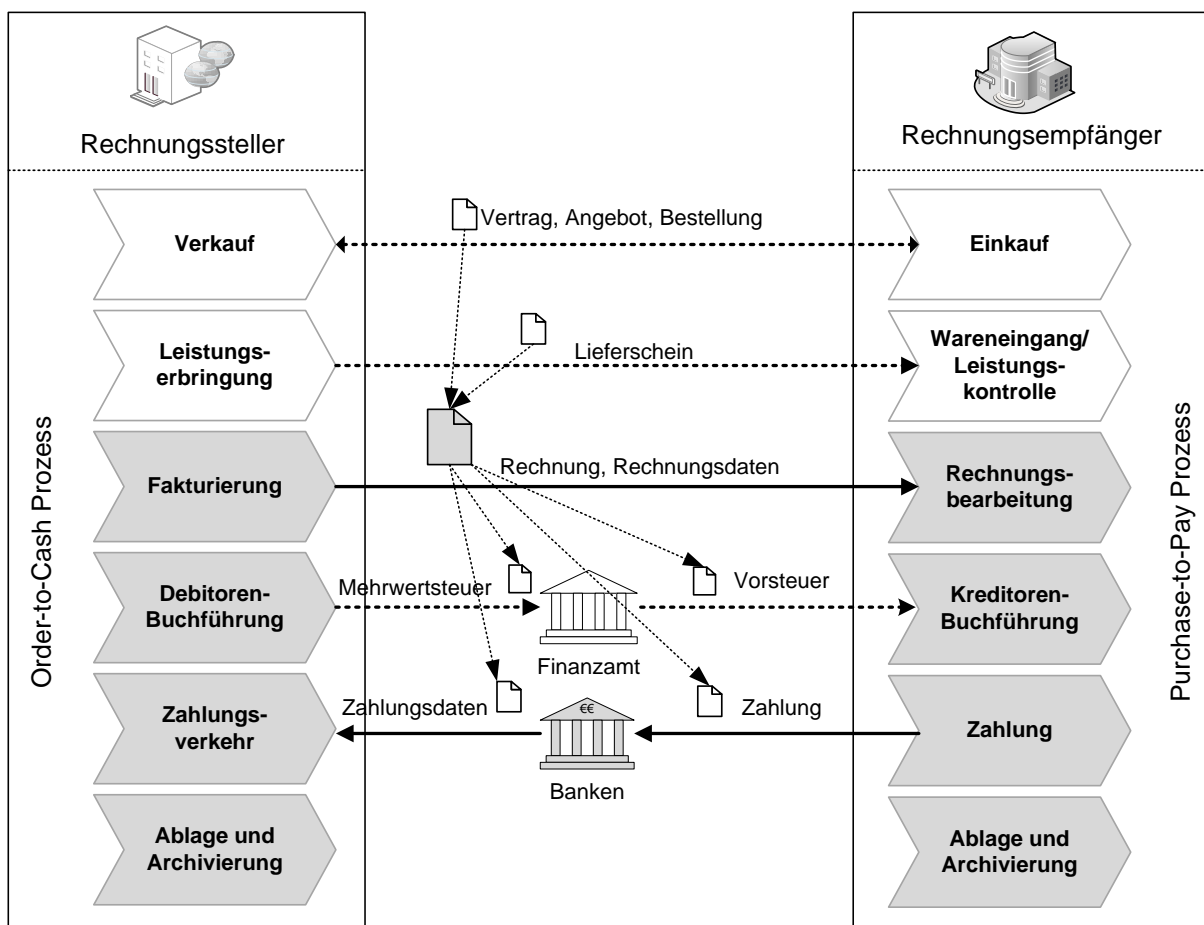 Rechnungssteller
Rechnungsempfänger
Order-to-Cash Prozess
Purchase-to-Pay Prozess
Verkauf
Vertrag, Angebot, Bestellung
Einkauf
Leistungs-
erbringung
Lieferschein
Wareneingang/
Leistungs-
kontrolle
Fakturierung
Rechnung, Rechnungsdaten
Rechnungs-
bearbeitung
Debitoren-
Buchführung
Mehrwertsteuer
Finanzamt
Vorsteuer
Kreditoren-
Buchführung
Zahlungs-
verkehr
Zahlungsdaten
€€
Banken
Zahlung
Zahlung
Ablage und
Archivierung
Ablage und
Archivierung